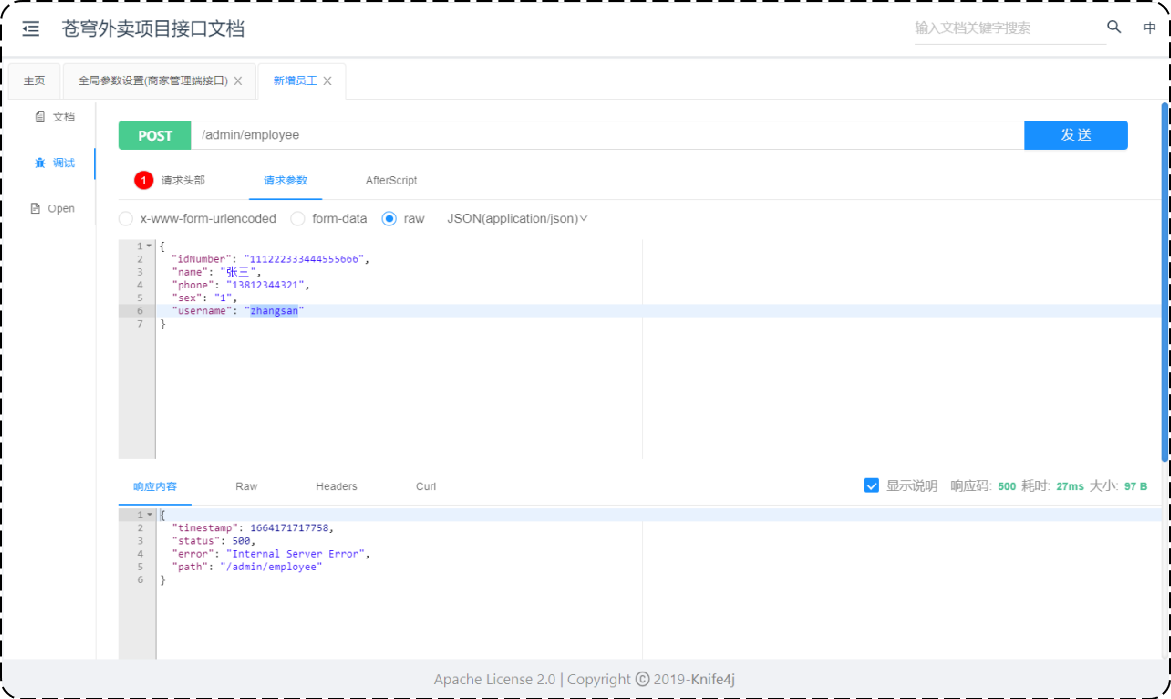 苍穹外卖项目接口文档
输入文档关键字搜索
中
主页
全局参数设置(商家管理端接口)
新增员工
文档
调试
Open
POST /admin/employee 发 送
1 请求头部 请求参数 AfterScript
x-www-form-urlencoded form-data raw JSON(application/json)
1 {
2 "idNumber": "111222333444555666",
3 "name": "张三",
4 "phone": "13812344321",
5 "sex": "1",
6 "username": "zhangsan"
7 }
响应内容 Raw Headers Curl
显示说明 响应码: 500 耗时: 27ms 大小: 97 B
1 {
2 "timestamp": 1664171717758,
3 "status": 500,
4 "error": "Internal Server Error",
5 "path": "/admin/employee"
6 }
Apache License 2.0 | Copyright © 2019-Knife4j